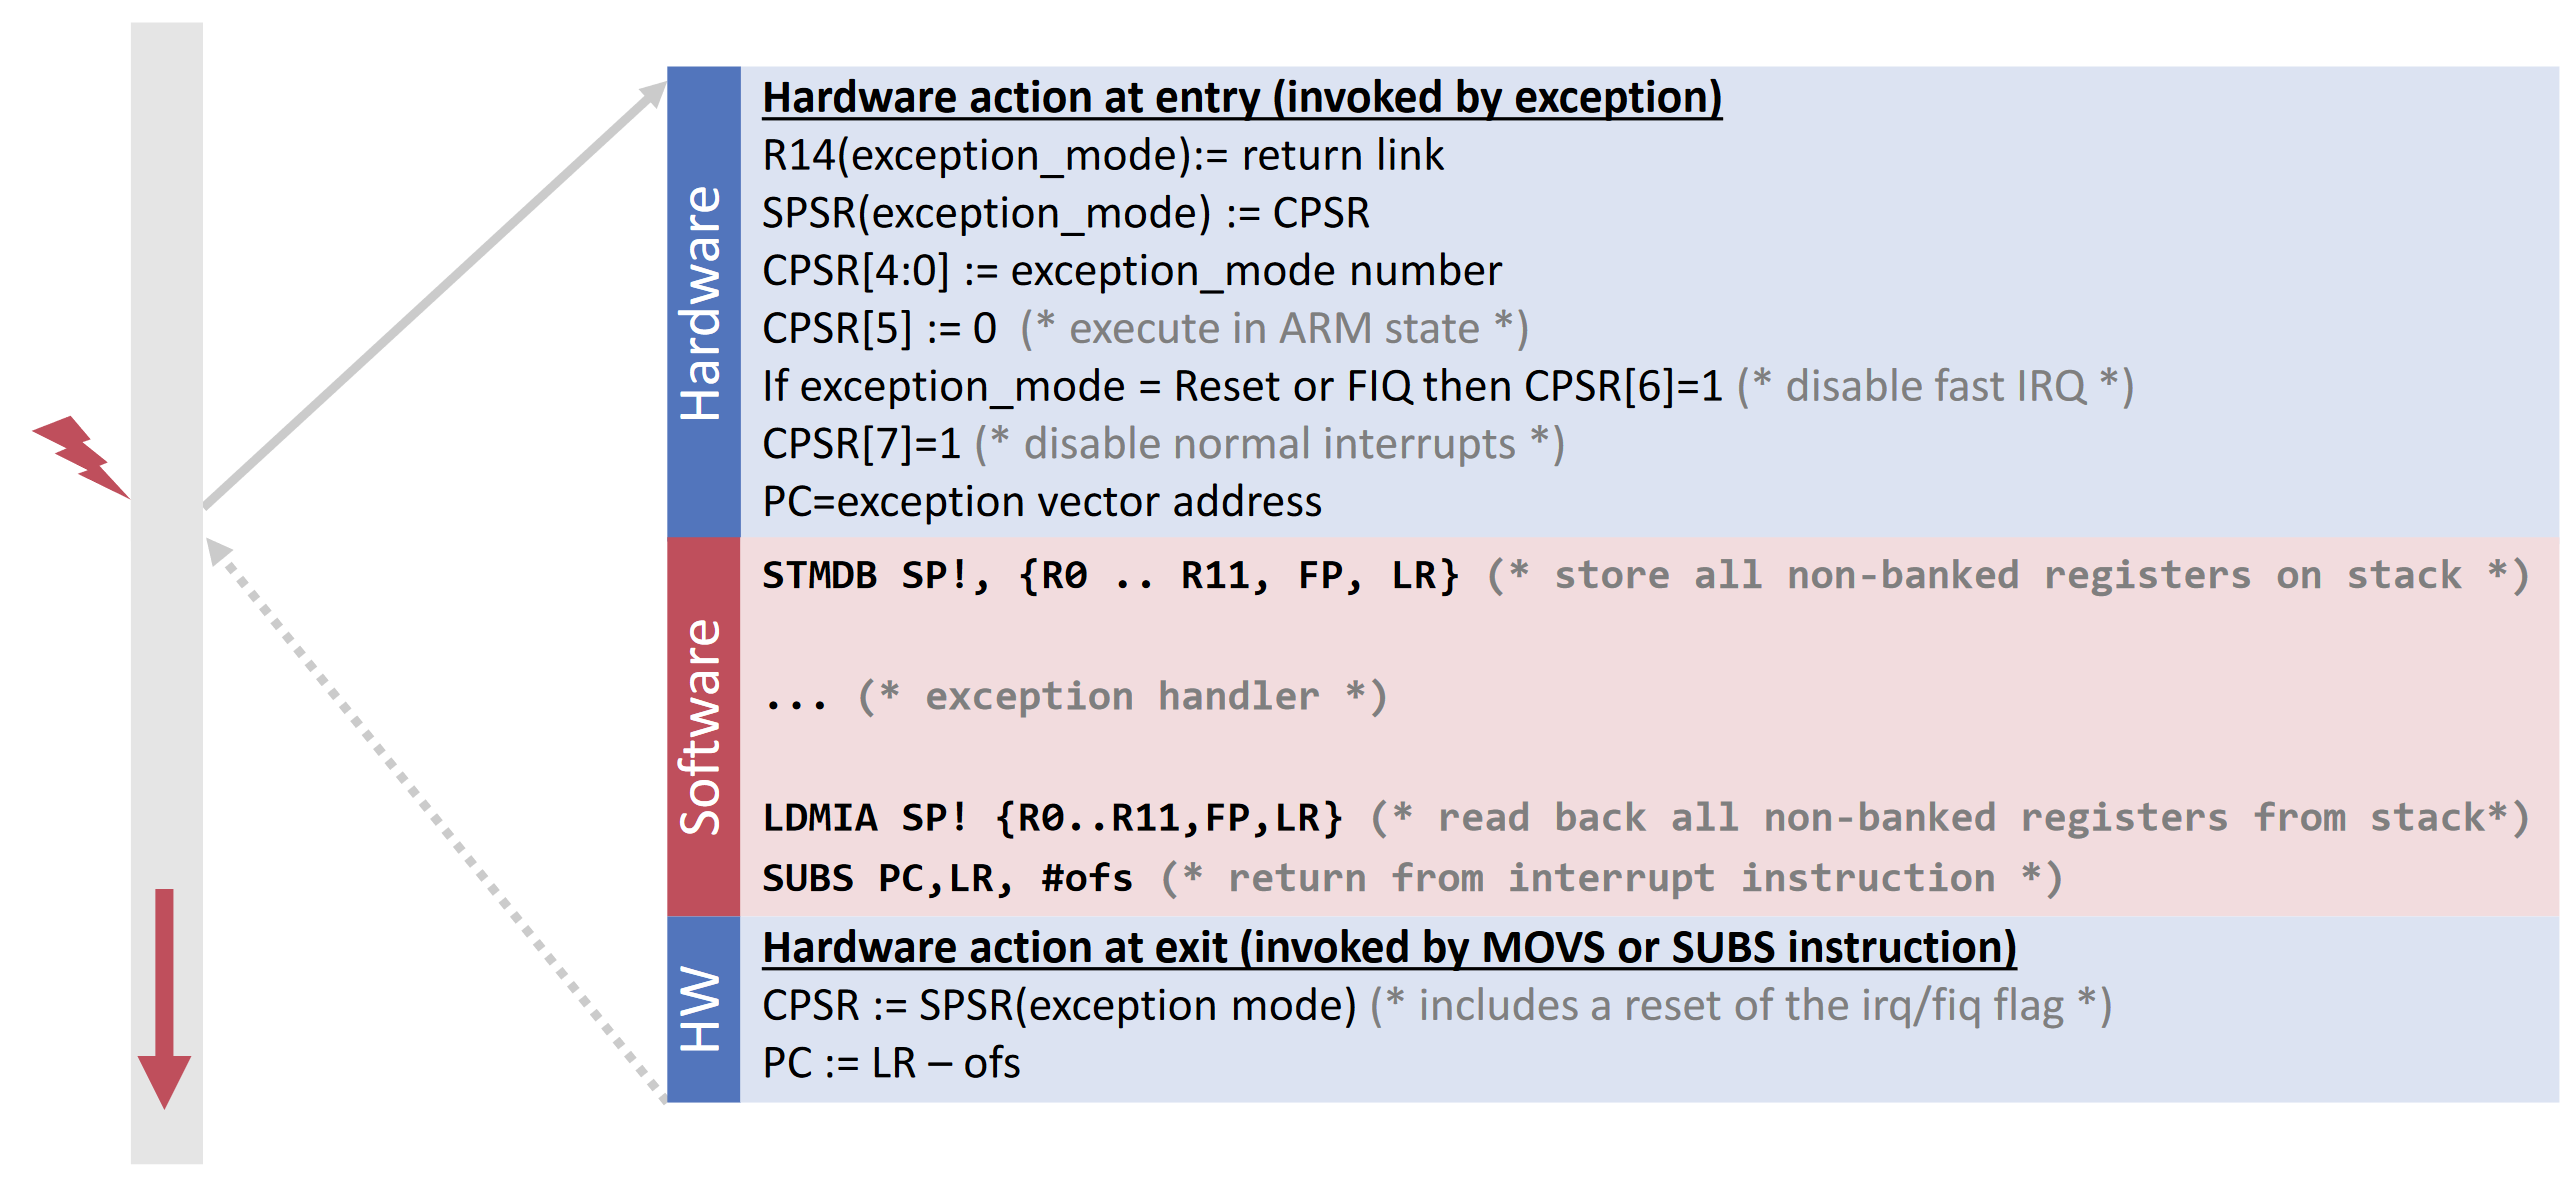 Hardware
Hardware action at entry (invoked by exception)
R14(exception_mode):= return link
SPSR(exception_mode) := CPSR
CPSR[4:0] := exception_mode number
CPSR[5] := 0 (* execute in ARM state *)
If exception_mode = Reset or FIQ then CPSR[6]=1 (* disable fast IRQ *)
CPSR[7]=1 (* disable normal interrupts *)
PC=exception vector address
Software
STMDB SP!, {R0 .. R11, FP, LR} (* store all non-banked registers on stack *)
... (* exception handler *)
LDMIA SP! {R0..R11,FP,LR} (* read back all non-banked registers from stack*)
SUBS PC,LR, #ofs (* return from interrupt instruction *)
HW
Hardware action at exit (invoked by MOVS or SUBS instruction)
CPSR := SPSR(exception mode) (* includes a reset of the irq/fiq flag *)
PC := LR – ofs